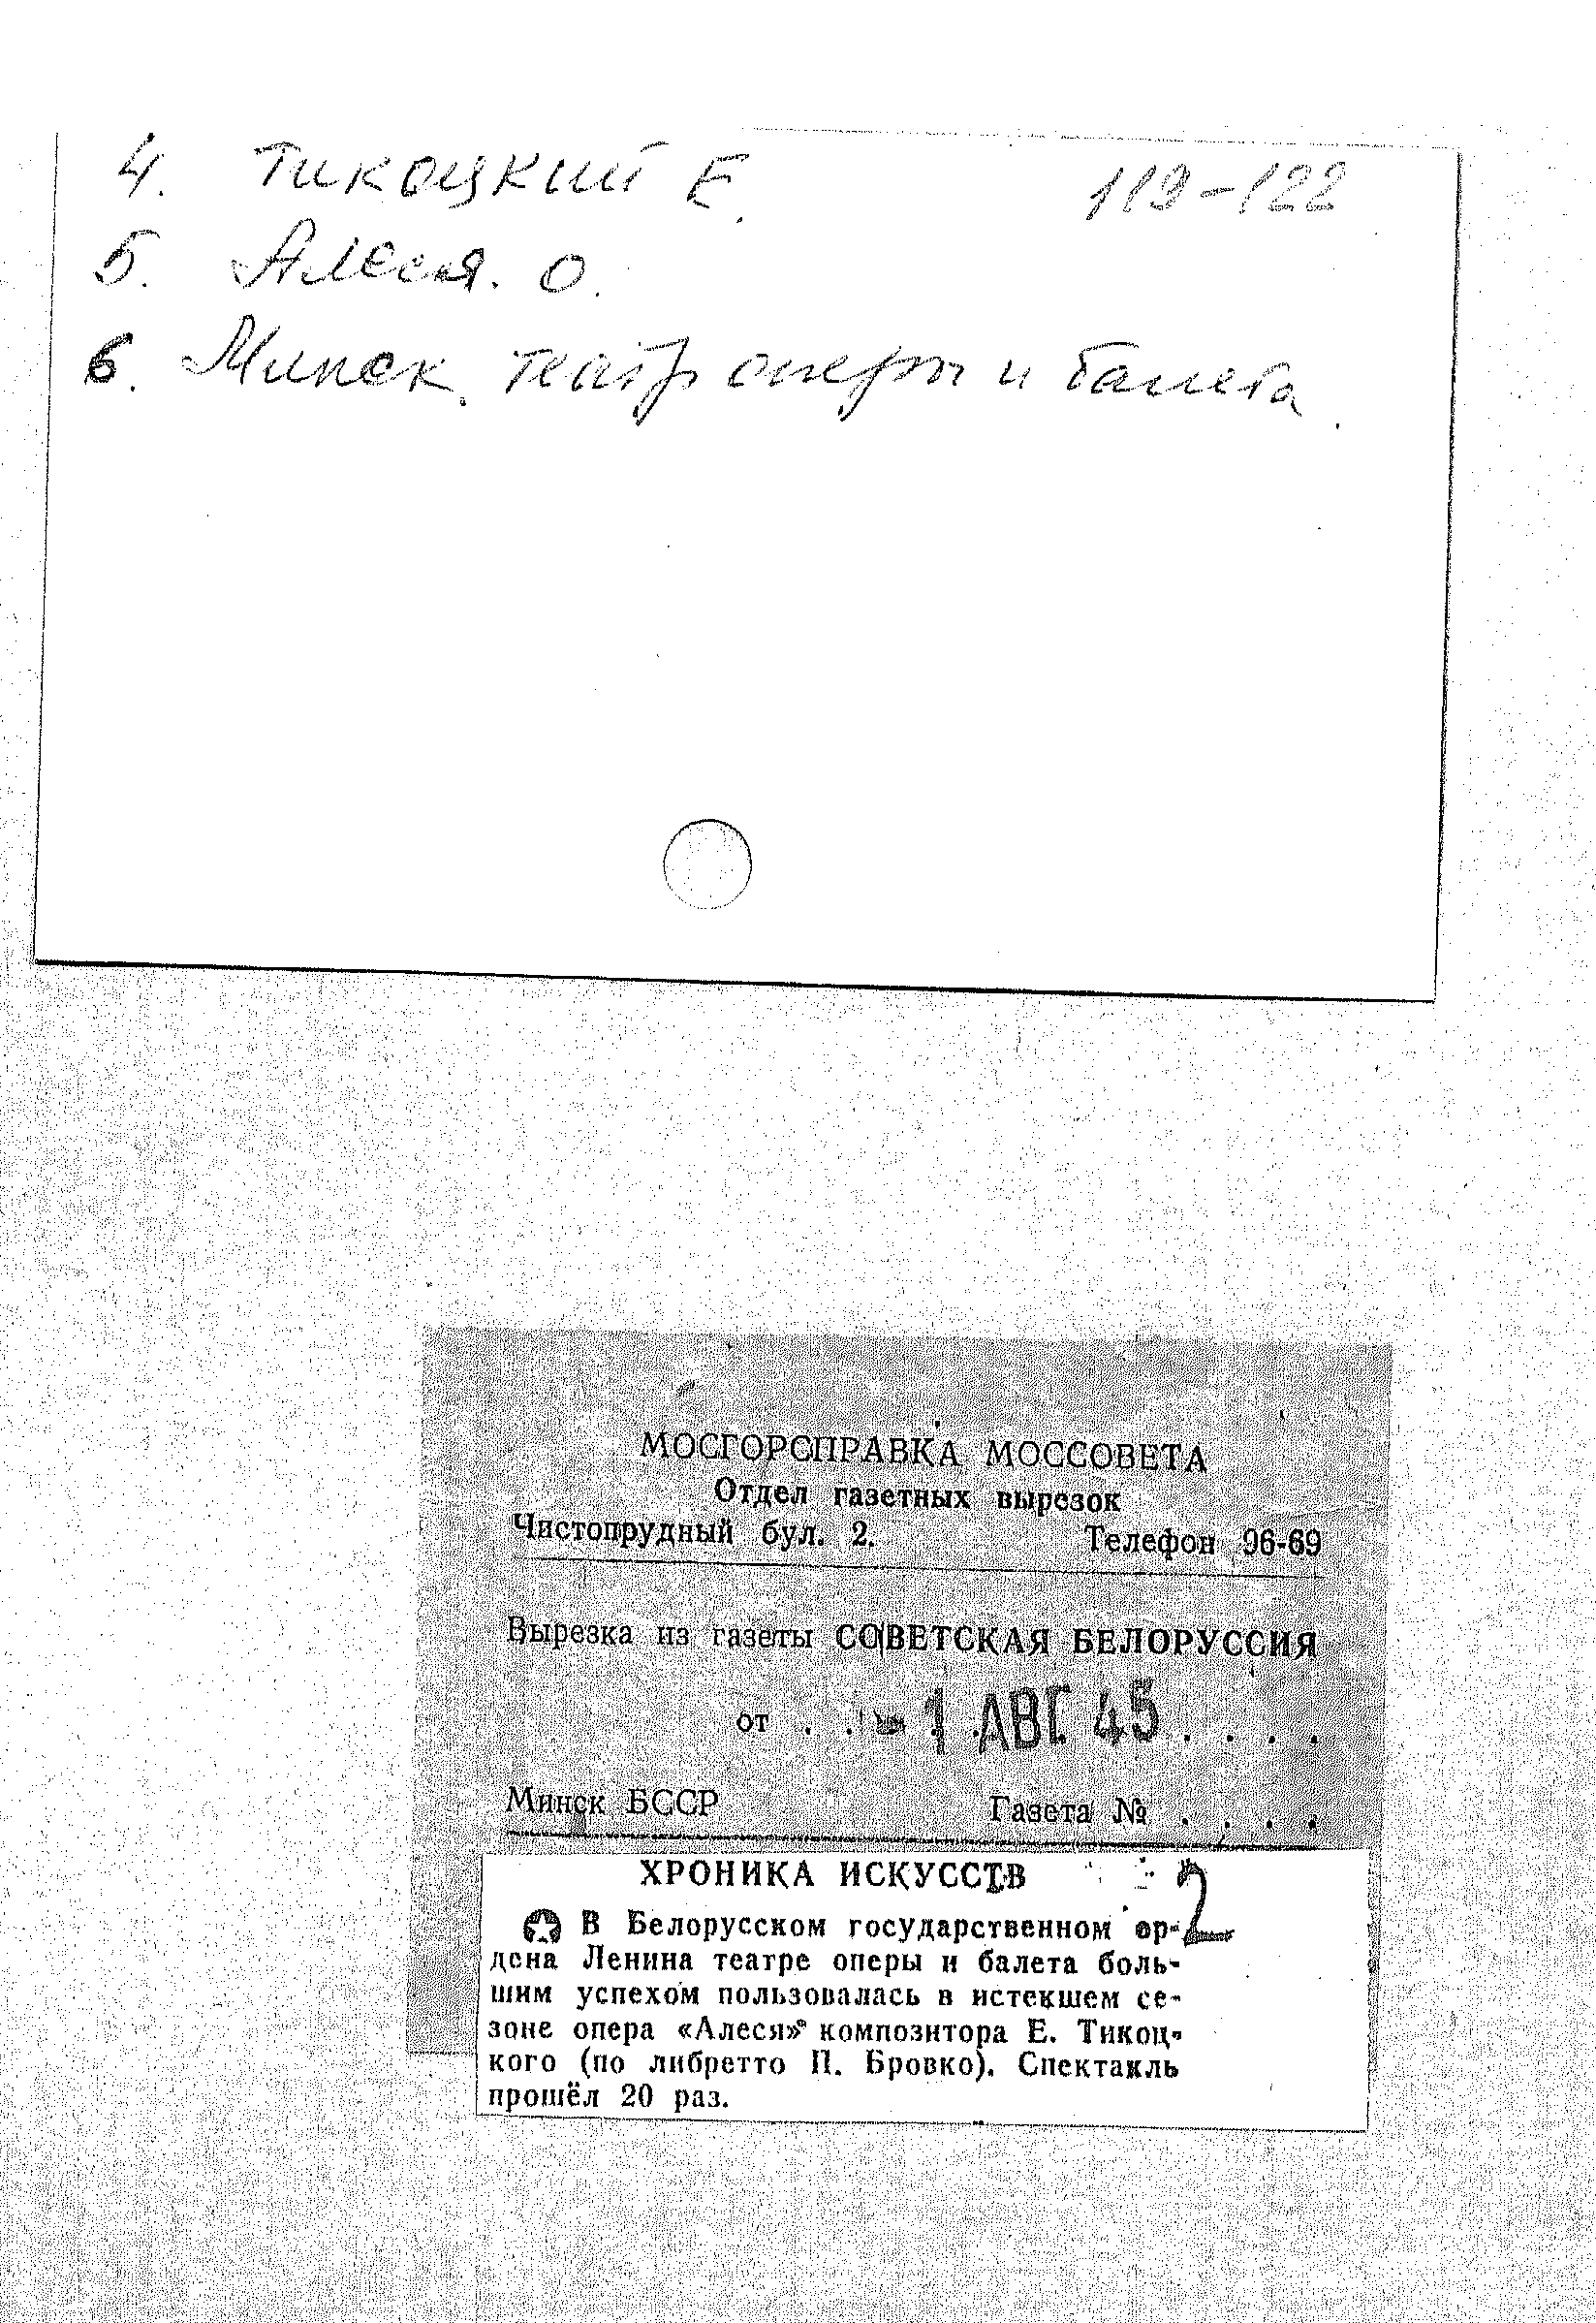 4. Тикоцкий Е. 119-122
5. Алеся. О.
6. Минск. театр оперы и балета.
МОСГОРСПРАВКА МОССОВЕТА
Отдел газетных вырезок
Чистопрудный бул. 2. Телефон 96-69
Вырезка из газеты СОВЕТСКАЯ БЕЛОРУССИЯ
от . . 1 АВГ 45 . . . .
Минск БССР Газета № . . . .
ХРОНИКА ИСКУССТВ 2
В Белорусском государственном ор-
дена Ленина театре оперы и балета боль-
шим успехом пользовалась в истекшем се-
зоне опера «Алеся» композитора Е. Тикоц-
кого (по либретто П. Бровко). Спектакль
прошёл 20 раз.